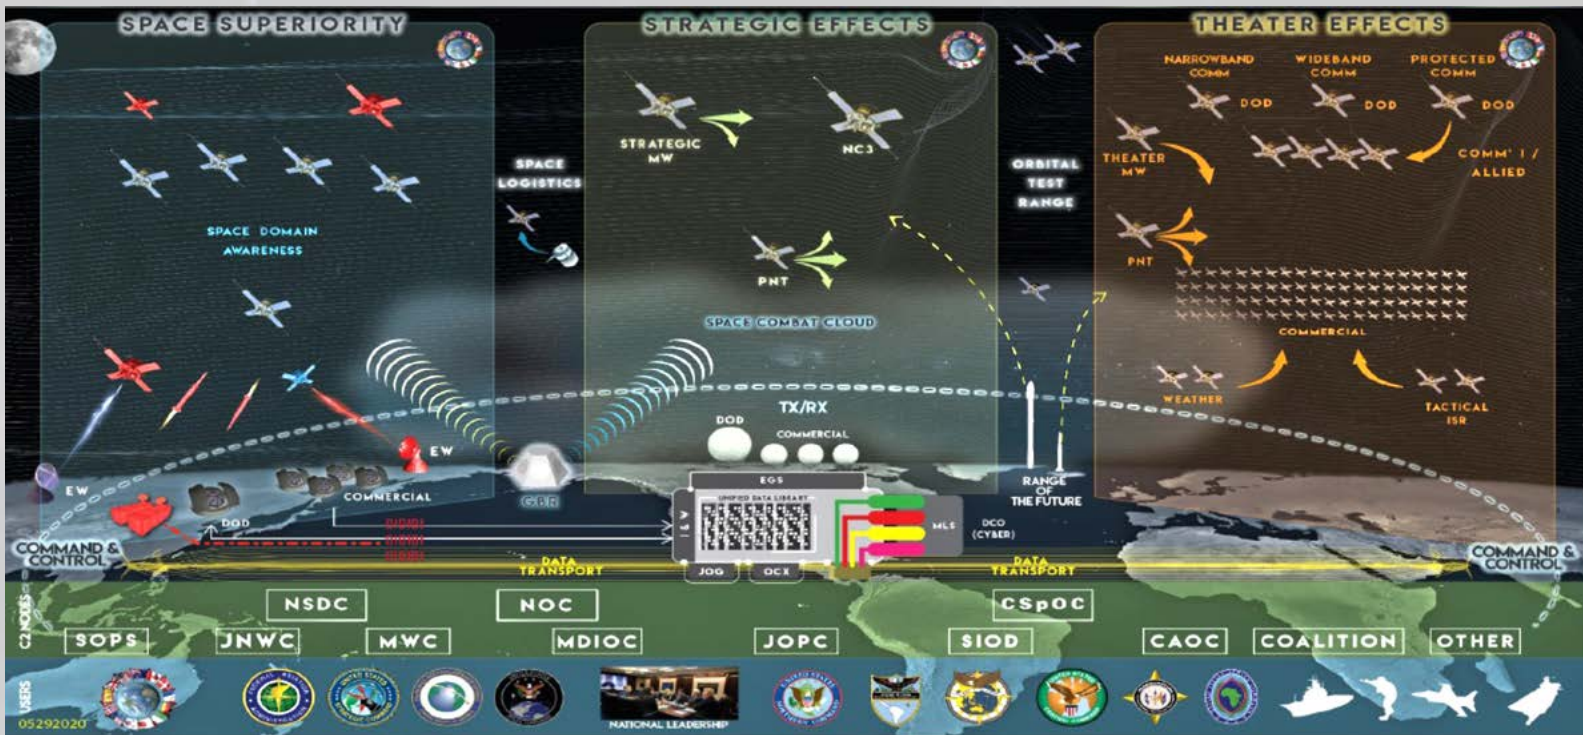 SPACE SUPERIORITY
STRATEGIC EFFECTS
THEATER EFFECTS
NARROWBAND
COMM
WIDEBAND
COMM
PROTECTED
COMM
DOD
DOD
DOD
STRATEGIC
MW
NC3
SPACE
LOGISTICS
ORBITAL
TEST
RANGE
THEATER
MW
COMM' l /
ALLIED
SPACE DOMAIN
AWARENESS
PNT
PNT
SPACE COMBAT CLOUD
COMMERCIAL
WEATHER
TACTICAL
ISR
TX/RX
DOD
COMMERCIAL
EW
EW
COMMERCIAL
DOD
GBR
EGS
UNIFIED DATA LIBRARY
MLS
DCO
(CYBER)
RANGE
OF
THE FUTURE
COMMAND &
CONTROL
COMMAND &
CONTROL
DATA
TRANSPORT
JOG
OCX
DATA
TRANSPORT
C2 NODES
NSDC
NOC
CSpOC
SOPS
JNWC
MWC
MDIOC
JOPC
SIOD
CAOC
COALITION
OTHER
USERS
NATIONAL LEADERSHIP
05292020